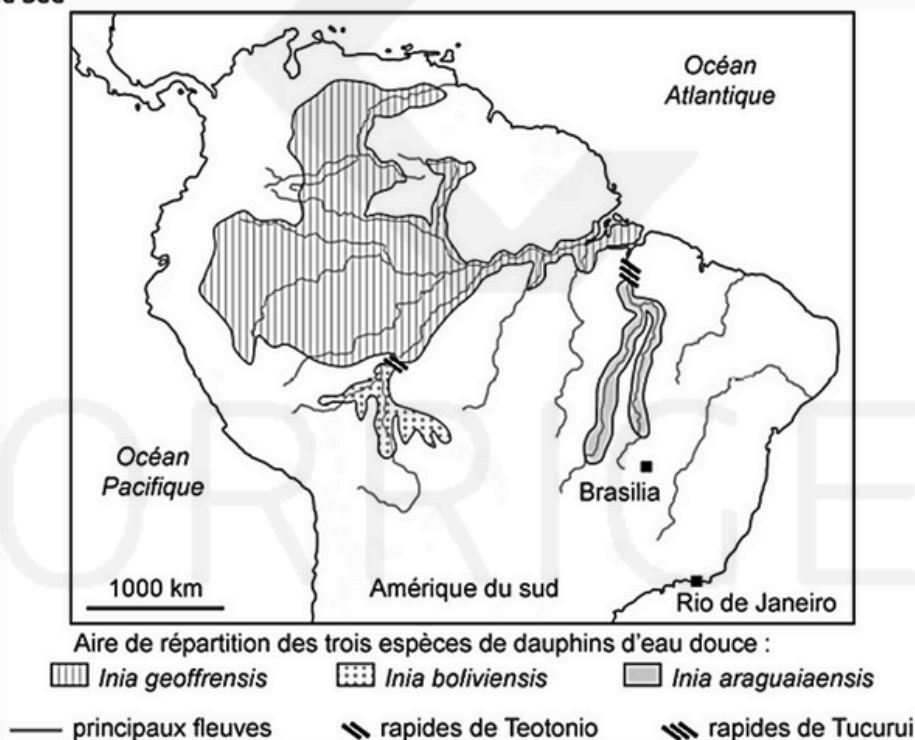 Océan
Atlantique
Océan
Pacifique
Brasilia
1000 km
Amérique du sud
Rio de Janeiro
Aire de répartition des trois espèces de dauphins d'eau douce :
Inia geoffrensis Inia boliviensis Inia araguaiaensis
principaux fleuves rapides de Teotonio rapides de Tucurui
ORRIGE